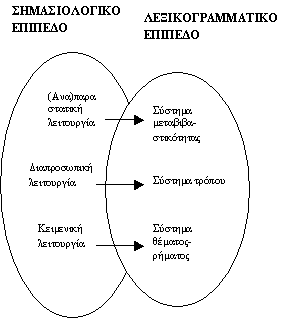 ΣΗΜΑΣΙΟΛΟΓΙΚΟ
ΕΠΙΠΕΔΟ
ΛΕΞΙΚΟΓΡΑΜΜΑΤΙΚΟ
ΕΠΙΠΕΔΟ
(Ανα)παρα
στατική
λειτουργία
Σύστημα
μεταβιβα-
στικότητας
Διαπροσωπική
λειτουργία
Σύστημα τρόπου
Κειμενική
λειτουργία
Σύστημα
θέματος-
ρήματος